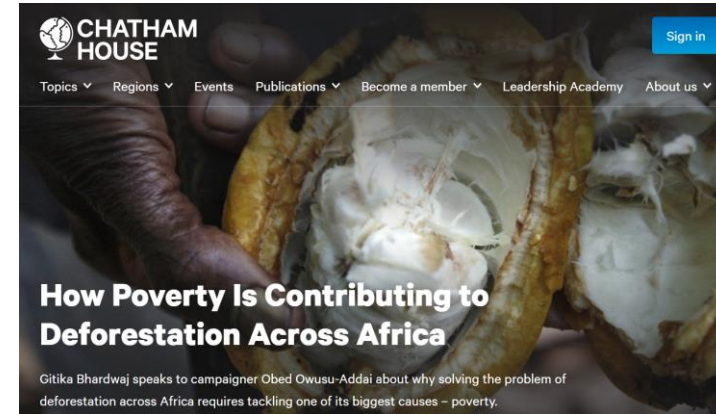 CHATHAM
HOUSE
Sign in
Topics Regions Events Publications Become a member Leadership Academy About us
How Poverty Is Contributing to
Deforestation Across Africa
Gitika Bhardwaj speaks to campaigner Obed Owusu-Addai about why solving the problem of
deforestation across Africa requires tackling one of its biggest causes – poverty.